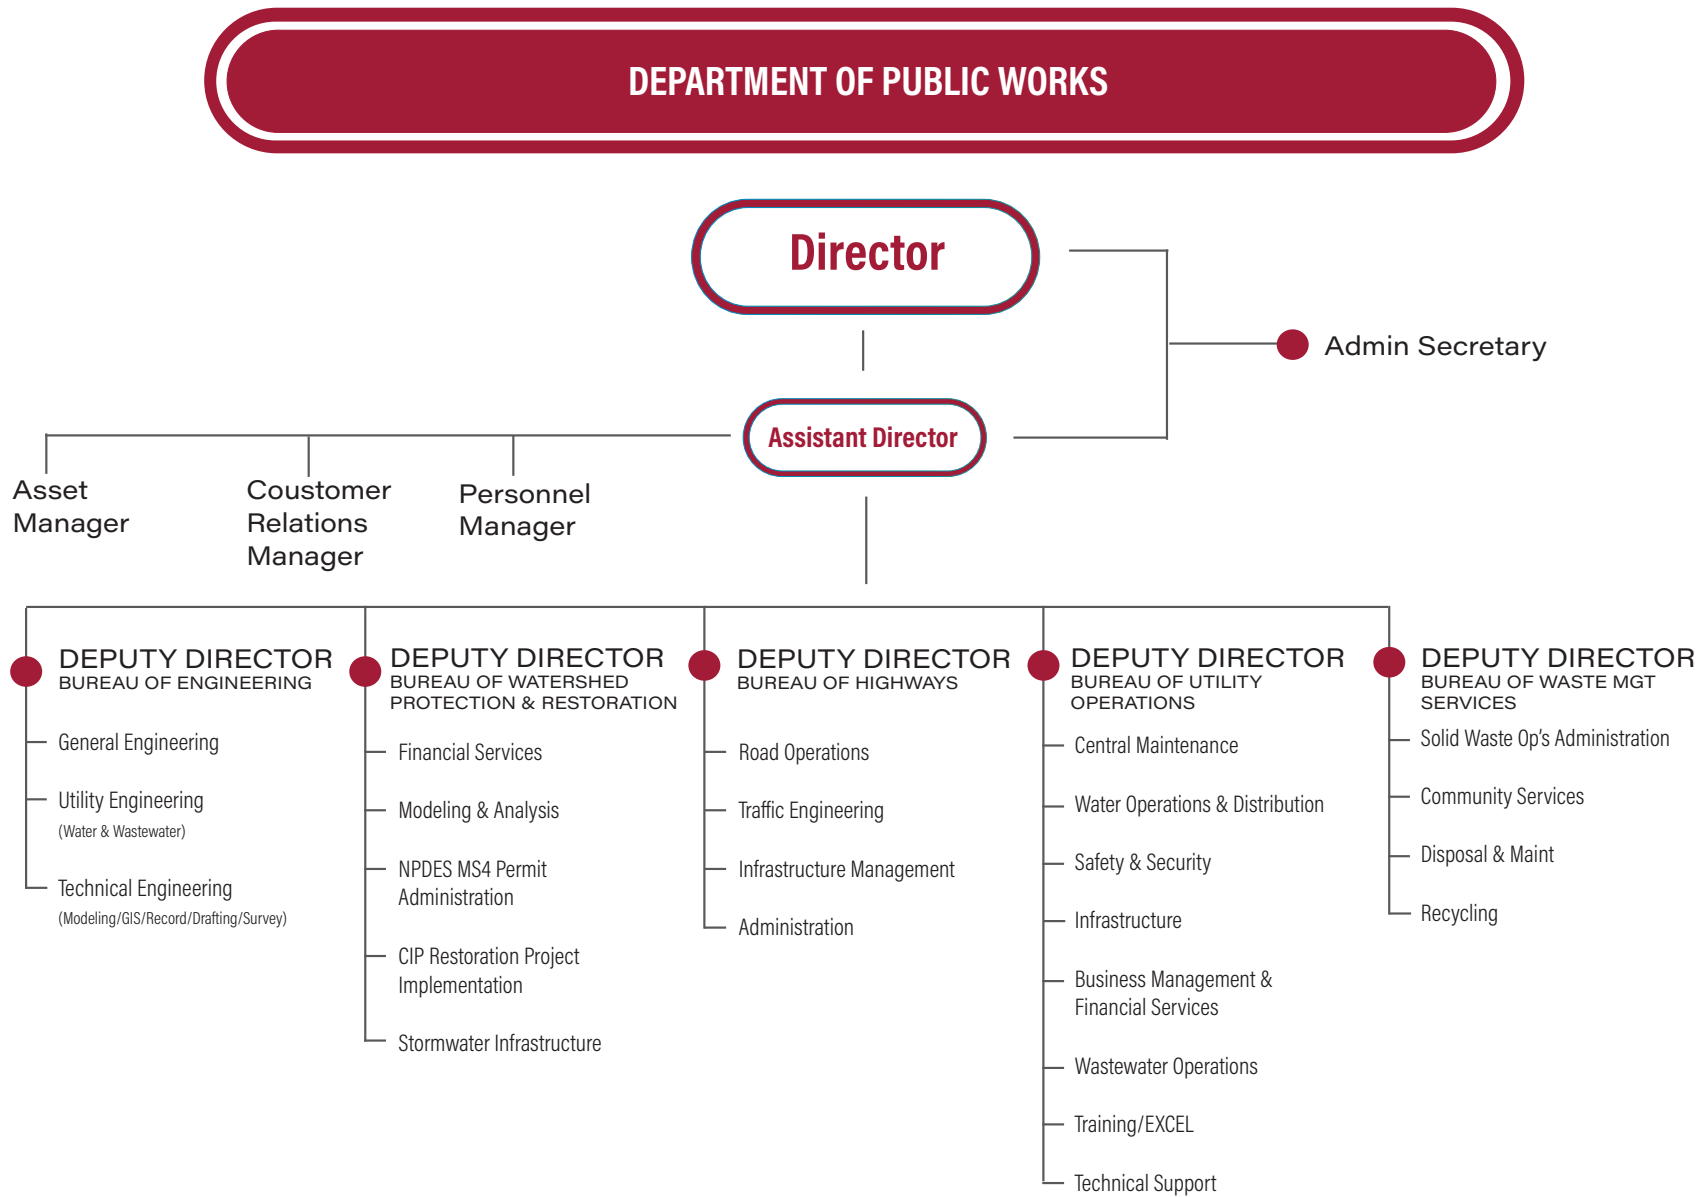 DEPARTMENT OF PUBLIC WORKS
Director
Admin Secretary
Assistant Director
Asset
Manager
Coustomer
Relations
Manager
Personnel
Manager
DEPUTY DIRECTOR
BUREAU OF ENGINEERING
General Engineering
Utility Engineering
(Water & Wastewater)
Technical Engineering
(Modeling/GIS/Record/Drafting/Survey)
DEPUTY DIRECTOR
BUREAU OF WATERSHED
PROTECTION & RESTORATION
Financial Services
Modeling & Analysis
NPDES MS4 Permit
Administration
CIP Restoration Project
Implementation
Stormwater Infrastructure
DEPUTY DIRECTOR
BUREAU OF HIGHWAYS
Road Operations
Traffic Engineering
Infrastructure Management
Administration
DEPUTY DIRECTOR
BUREAU OF UTILITY
OPERATIONS
Central Maintenance
Water Operations & Distribution
Safety & Security
Infrastructure
Business Management &
Financial Services
Wastewater Operations
Training/EXCEL
Technical Support
DEPUTY DIRECTOR
BUREAU OF WASTE MGT
SERVICES
Solid Waste Op's Administration
Community Services
Disposal & Maint
Recycling